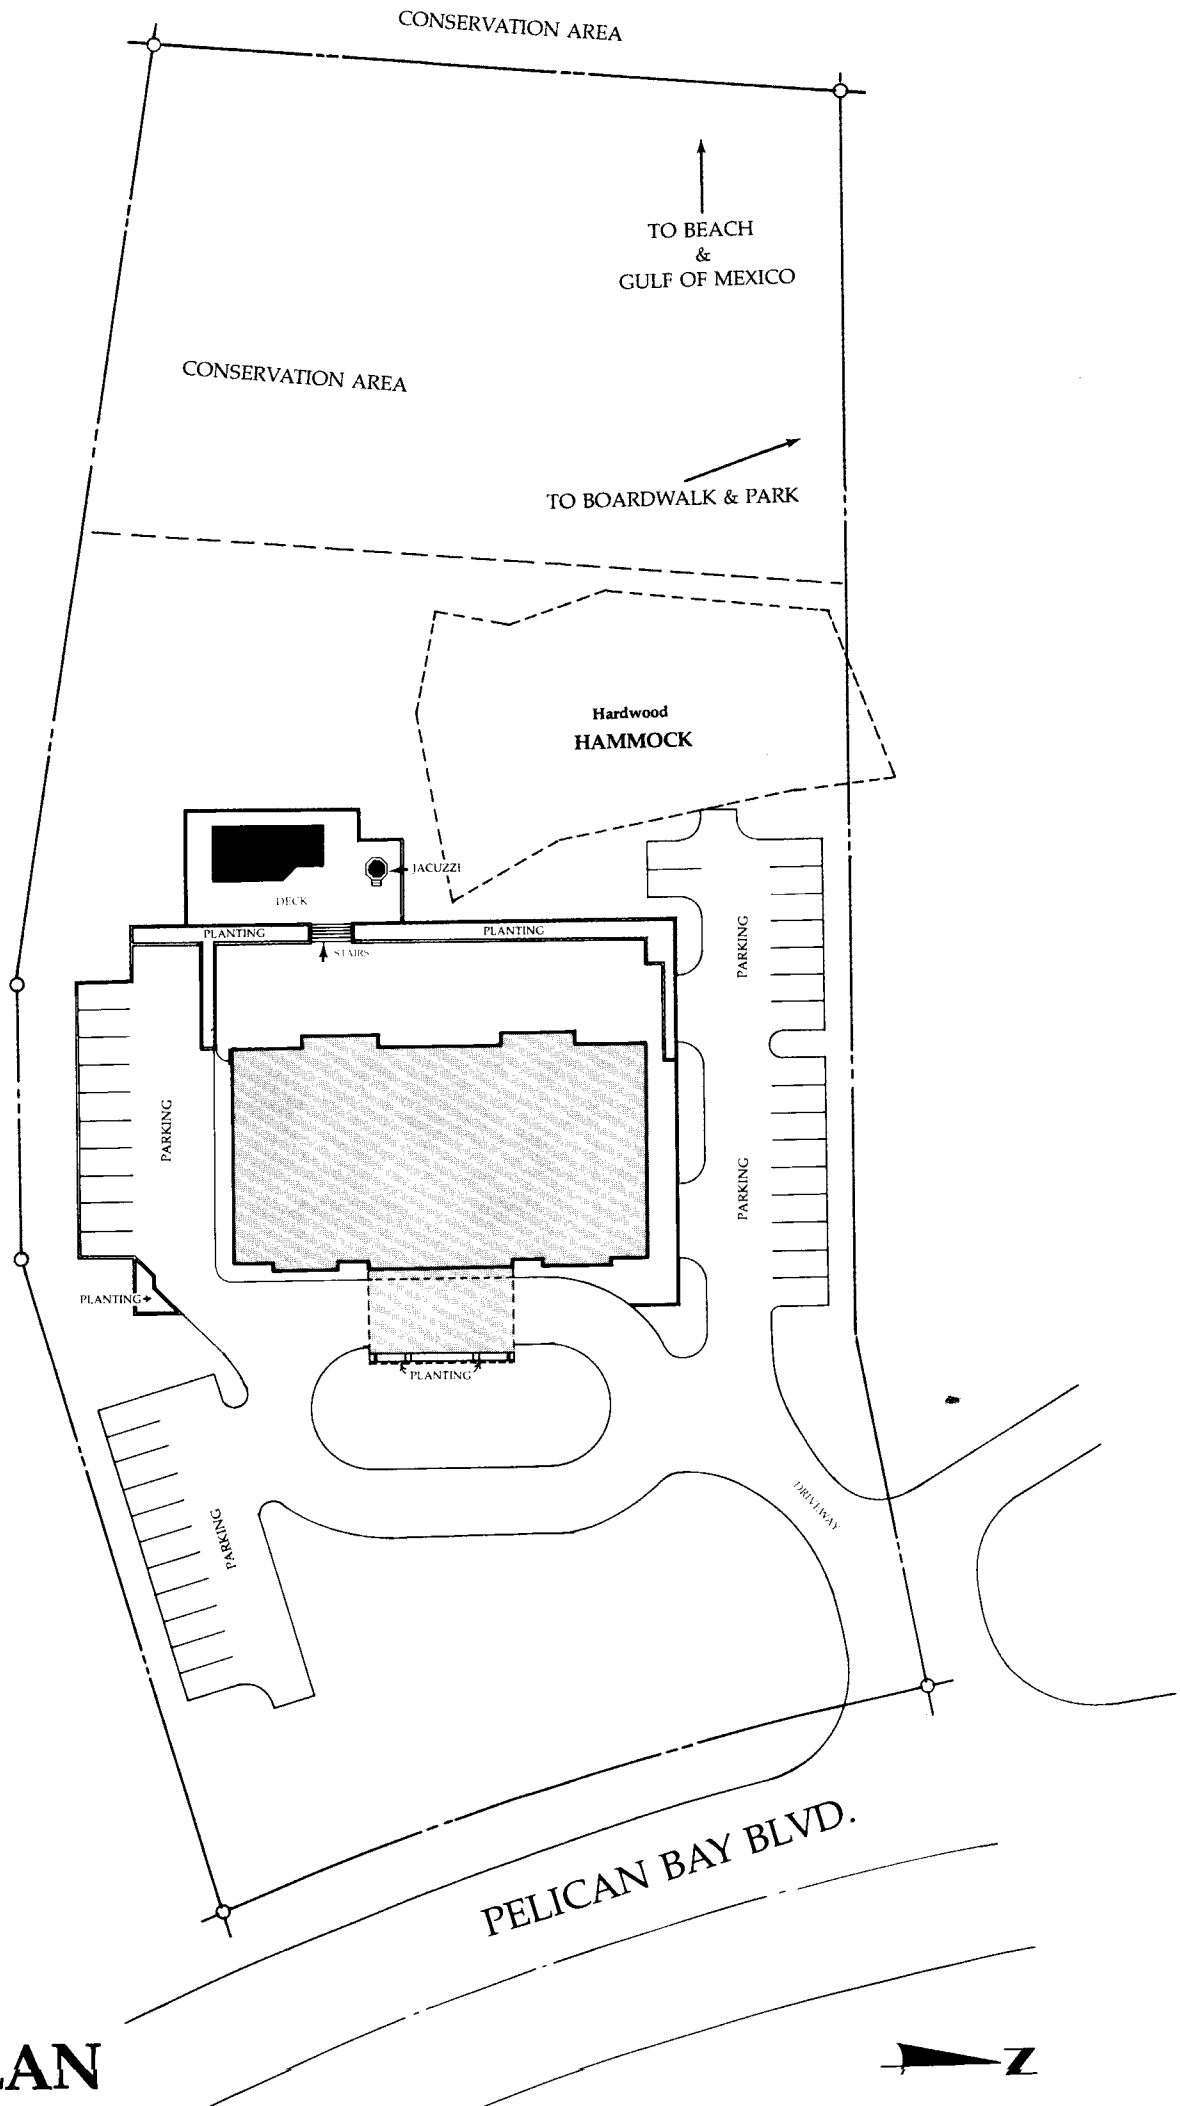 CONSERVATION AREA
TO BEACH
&
GULF OF MEXICO
CONSERVATION AREA
TO BOARDWALK & PARK
Hardwood
HAMMOCK
JACUZZI
DECK
PLANTING
PLANTING
STAIRS
PARKING
PARKING
PARKING
PLANTING
PLANTING
DRIVEWAY
PARKING
PELICAN BAY BLVD.
LAN
N